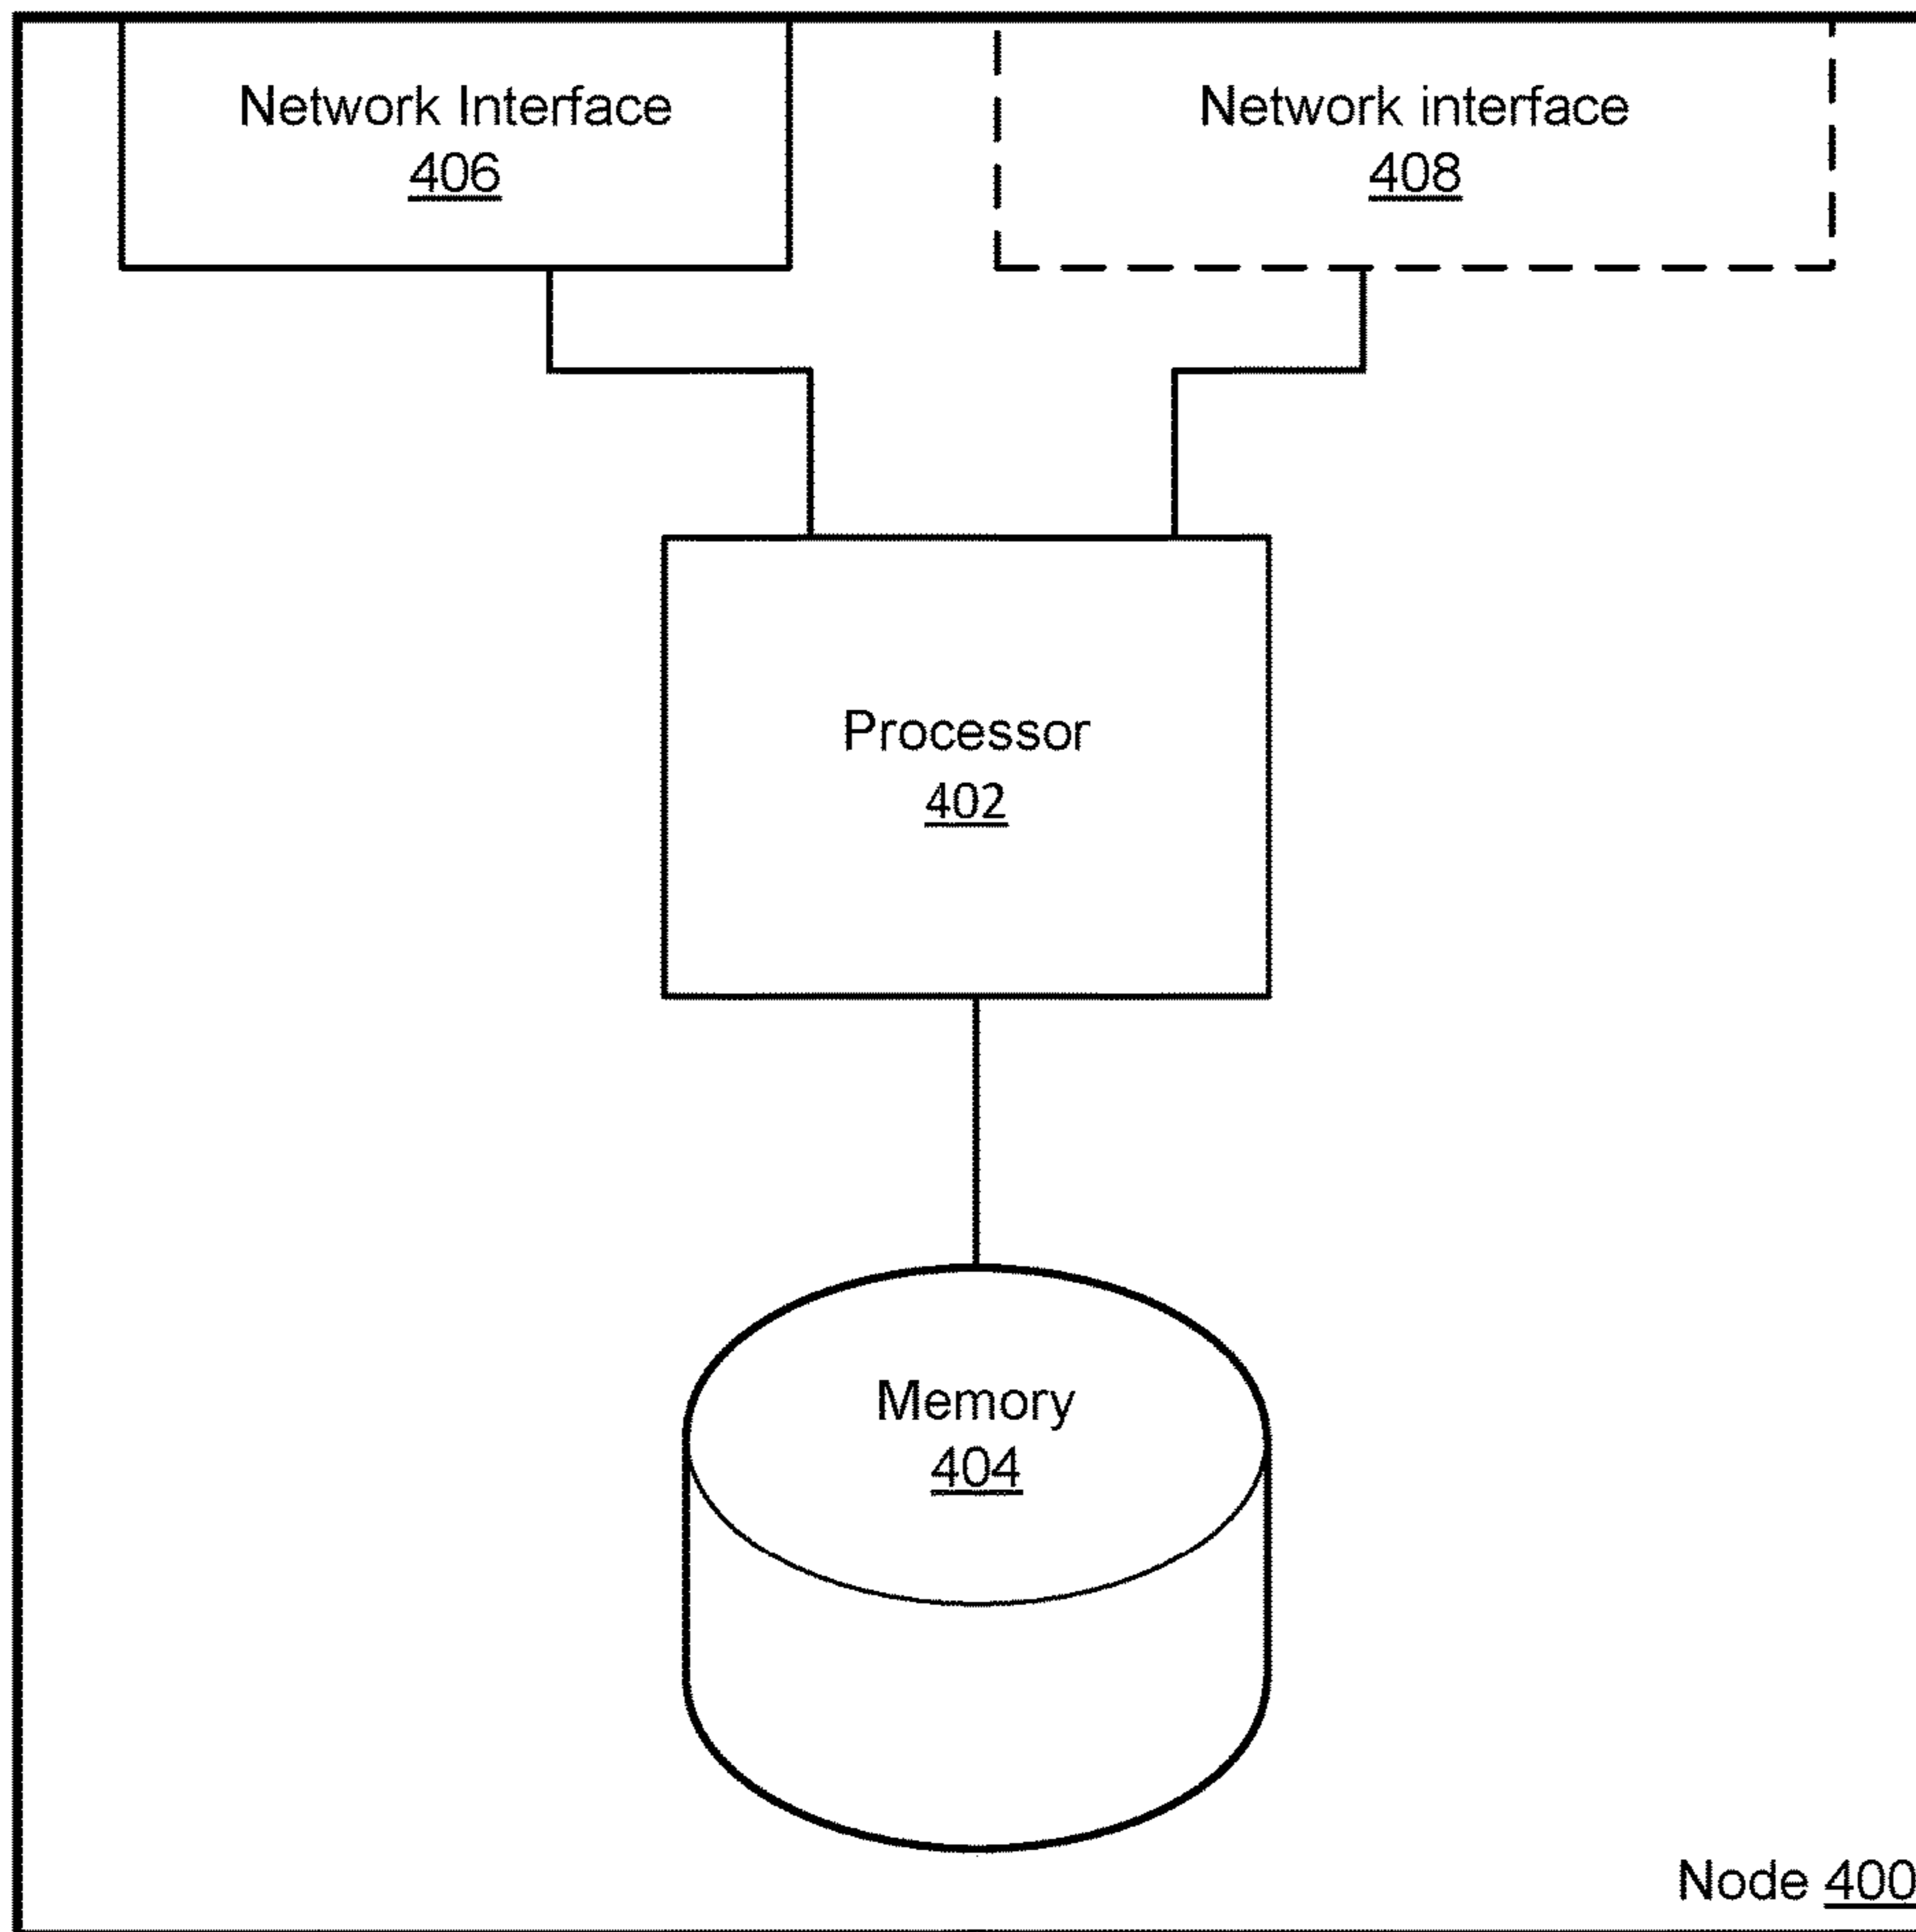 Network Interface
406
Network interface
408
Processor
402
Memory
404
Node 400